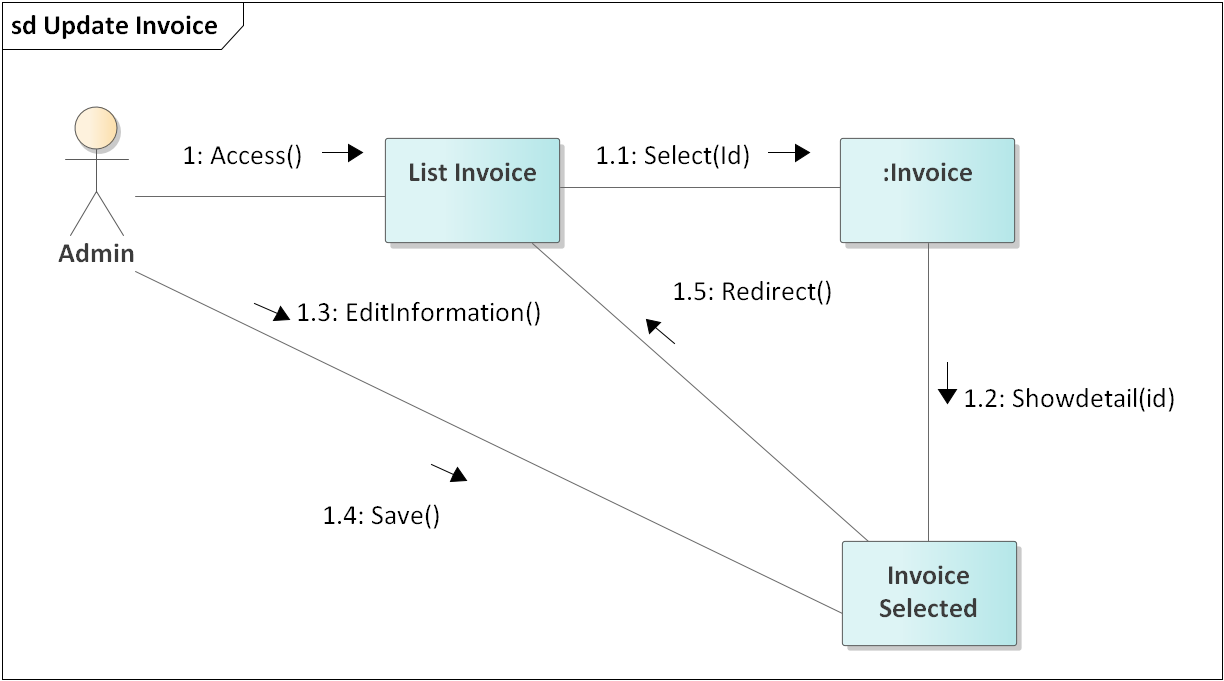 sd Update Invoice
1: Access()
List Invoice
1.1: Select(Id)
:Invoice
Admin
1.3: EditInformation()
1.5: Redirect()
1.2: Showdetail(id)
1.4: Save()
Invoice
Selected